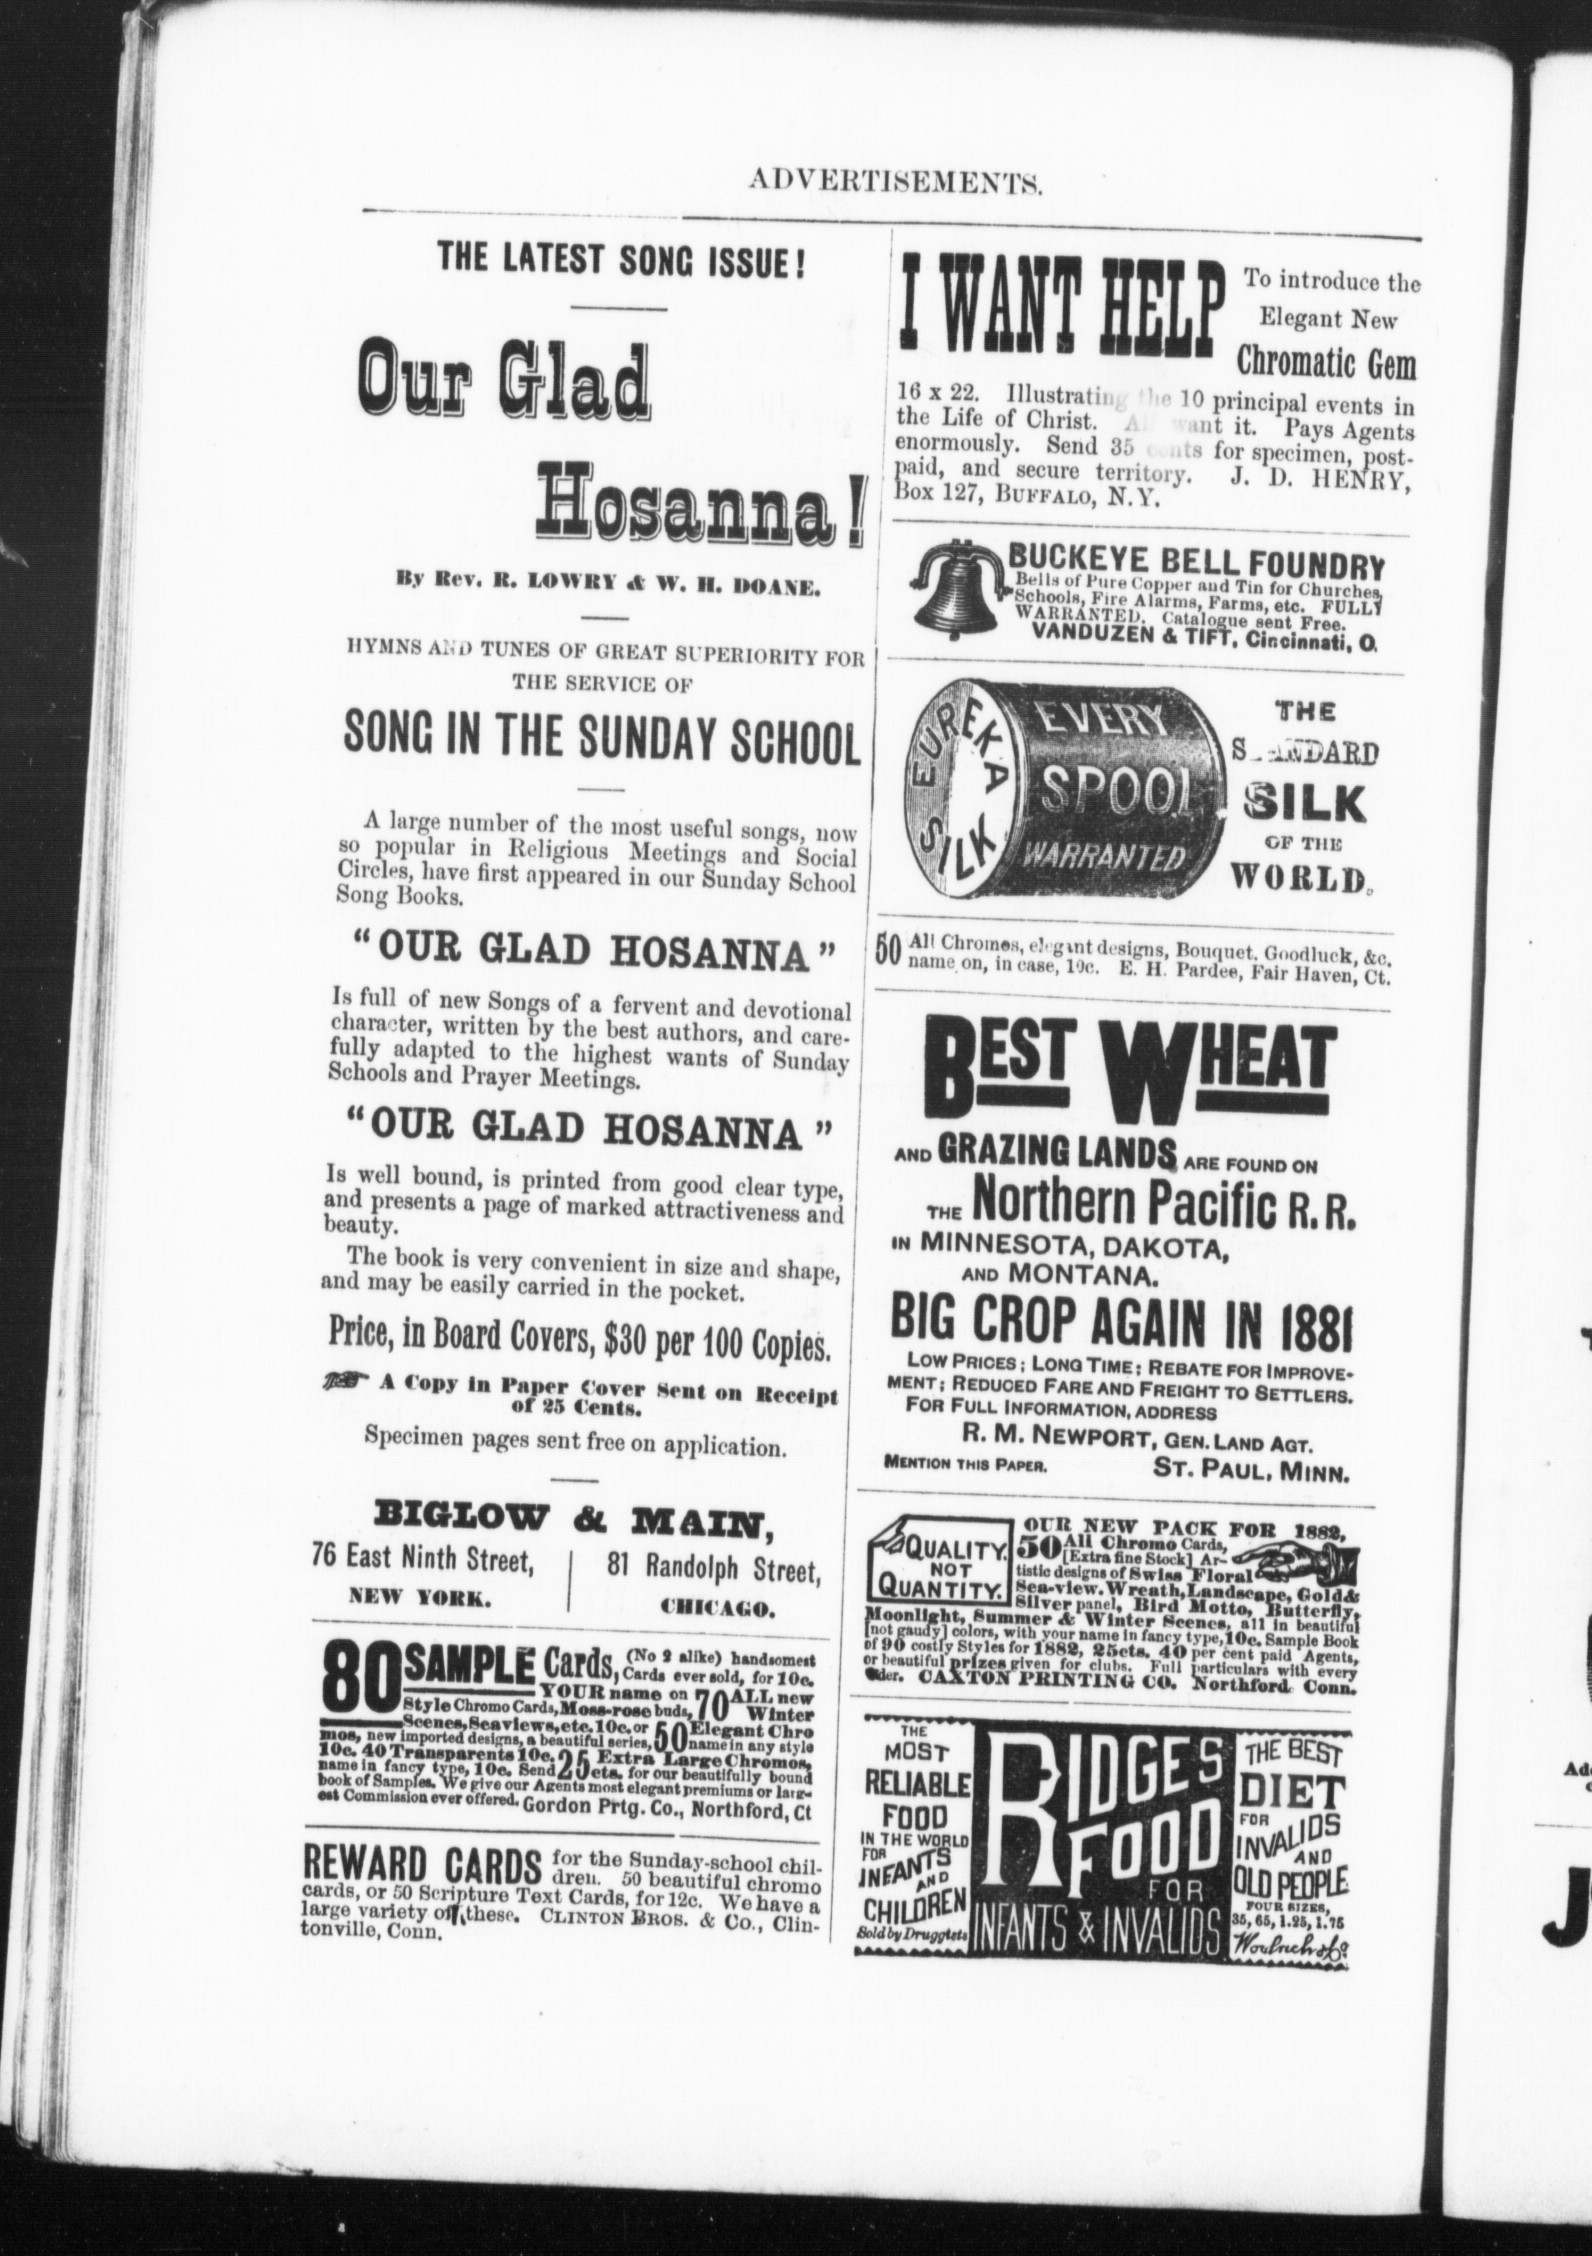 ADVERTISEMENTS.
THE LATEST SONG ISSUE!
Our Glad
Hosanna!
By Rev. R. LOWRY & W. H. DOANE.
HYMNS AND TUNES OF GREAT SUPERIORITY FOR
THE SERVICE OF
SONG IN THE SUNDAY SCHOOL
A large number of the most useful songs, now
so popular in Religious Meetings and Social
Circles, have first appeared in our Sunday School
Song Books.
"OUR GLAD HOSANNA"
Is full of new Songs of a fervent and devotional
character, written by the best authors, and care-
fully adapted to the highest wants of Sunday
Schools and Prayer Meetings.
"OUR GLAD HOSANNA"
Is well bound, is printed from good clear type,
and presents a page of marked attractiveness and
beauty.
The book is very convenient in size and shape,
and may be easily carried in the pocket.
Price, in Board Covers, $30 per 100 Copies.
A Copy in Paper Cover Sent on Receipt
of 25 Cents.
Specimen pages sent free on application.
BIGLOW & MAIN,
76 East Ninth Street,
NEW YORK.
81 Randolph Street,
CHICAGO.
80 SAMPLE Cards, (No 2 alike) handsomest
Cards ever sold, for 10c.
YOUR name on 70 ALL new
Style Chromo Cards, Moss-rose buds, Winter
Scenes, Seaviews, etc. 10c. or 50 Elegant Chro
mos, new imported designs, a beautiful series, name in any style
10c. 40 Transparents 10c. 25 Extra Large Chromos,
name in fancy type, 10c. Send 25 cts. for our beautifully bound
book of Samples. We give our Agents most elegant premiums or larg-
est Commission ever offered. Gordon Prtg. Co., Northford, Ct
REWARD CARDS for the Sunday-school chil-
dren. 50 beautiful chromo
cards, or 50 Scripture Text Cards, for 12c. We have a
large variety of these. CLINTON BROS. & Co., Clin-
tonville, Conn.
I WANT HELP To introduce the
Elegant New
Chromatic Gem
16 x 22. Illustrating the 10 principal events in
the Life of Christ. All want it. Pays Agents
enormously. Send 35 cents for specimen, post-
paid, and secure territory. J. D. HENRY,
Box 127, BUFFALO, N.Y.
BUCKEYE BELL FOUNDRY
Bells of Pure Copper and Tin for Churches,
Schools, Fire Alarms, Farms, etc. FULLY
WARRANTED. Catalogue sent Free.
VANDUZEN & TIFT, Cincinnati, O.
EUREKA SILK
EVERY
SPOOL
WARRANTED
THE
STANDARD
SILK
OF THE
WORLD.
50 All Chromos, elegant designs, Bouquet, Goodluck, &c.
name on, in case, 10c. E. H. Pardee, Fair Haven, Ct.
BEST WHEAT
AND GRAZING LANDS ARE FOUND ON
THE Northern Pacific R.R.
IN MINNESOTA, DAKOTA,
AND MONTANA.
BIG CROP AGAIN IN 1881
LOW PRICES; LONG TIME; REBATE FOR IMPROVE-
MENT; REDUCED FARE AND FREIGHT TO SETTLERS.
FOR FULL INFORMATION, ADDRESS
R. M. NEWPORT, GEN. LAND AGT.
MENTION THIS PAPER. ST. PAUL, MINN.
QUALITY
NOT
QUANTITY.
OUR NEW PACK FOR 1882,
50 All Chromo Cards,
[Extra fine Stock] Ar-
tistic designs of Swiss Floral
Sea-view, Wreath, Landscape, Gold &
Silver panel, Bird Motto, Butterfly,
Moonlight, Summer & Winter Scenes, all in beautiful
[not gaudy] colors, with your name in fancy type, 10c. Sample Book
of 90 costly Styles for 1882, 25cts. 40 per cent paid Agents,
or beautiful prizes given for clubs. Full particulars with every
order. CAXTON PRINTING CO. Northford Conn.
THE
MOST
RELIABLE
FOOD
IN THE WORLD
FOR
INFANTS
AND
CHILDREN
Sold by Druggists
RIDGES
FOOD
FOR
INFANTS & INVALIDS
THE BEST
DIET
FOR
INVALIDS
AND
OLD PEOPLE
FOUR SIZES,
35, 65, 1.25, 1.75
Woolrich & Co